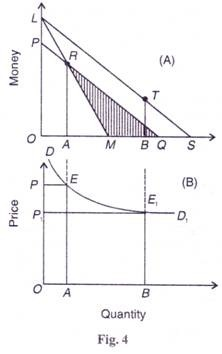 L
P
R
(A)
Money
T
O A M B Q S
D
(B)
P E
Price
E₁
P D₁
O A B
Quantity
Fig. 4